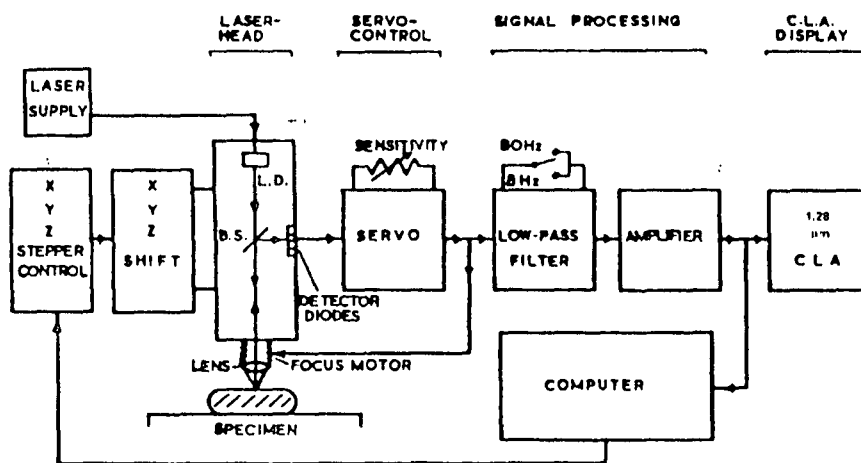 LASER-
HEAD
SERVO-
CONTROL
SIGNAL PROCESSING
C.L.A.
DISPLAY
LASER
SUPPLY
X
Y
Z
STEPPER
CONTROL
X
Y
Z
SHIFT
L.D.
B.S.
DETECTOR
DIODES
LENS
FOCUS MOTOR
SPECIMEN
SENSITIVITY
SERVO
80Hz
8Hz
LOW-PASS
FILTER
AMPLIFIER
1.28
µm
C L A
COMPUTER